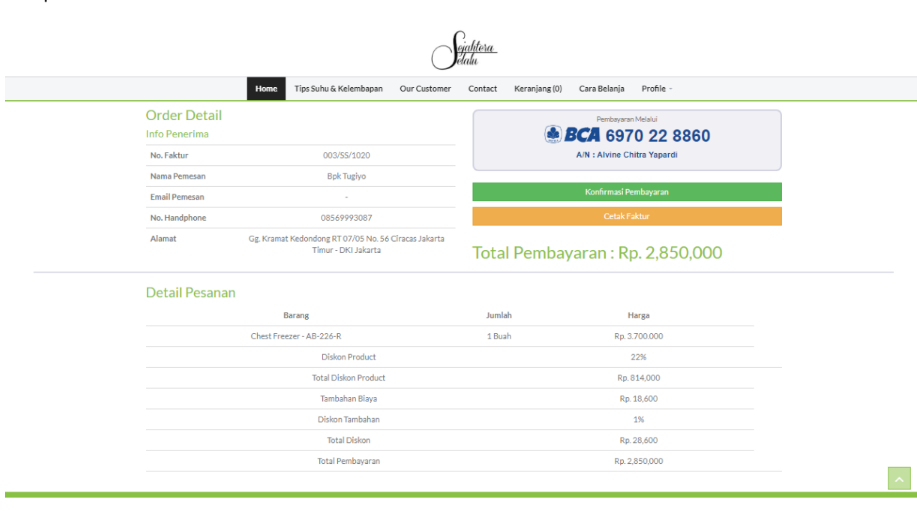 Sejahtera
Selalu
Home Tips Suhu & Kelembapan Our Customer Contact Keranjang (0) Cara Belanja Profile
Order Detail
Info Penerima
No. Faktur 003/SS/1020
Nama Pemesan Bpk Tugiyo
Email Pemesan -
No. Handphone 08569993087
Alamat Gg. Kramat Kedondong RT 07/05 No. 56 Ciracas Jakarta
Timur - DKI Jakarta
Pembayaran Melalui
BCA 6970 22 8860
A/N : Alvine Chitra Yapardi
Konfirmasi Pembayaran
Cetak Faktur
Total Pembayaran : Rp. 2,850,000
Detail Pesanan
Barang Jumlah Harga
Chest Freezer - AB-226-R 1 Buah Rp. 3.700.000
Diskon Product 22%
Total Diskon Product Rp. 814,000
Tambahan Biaya Rp. 18,600
Diskon Tambahan 1%
Total Diskon Rp. 28,600
Total Pembayaran Rp. 2,850,000